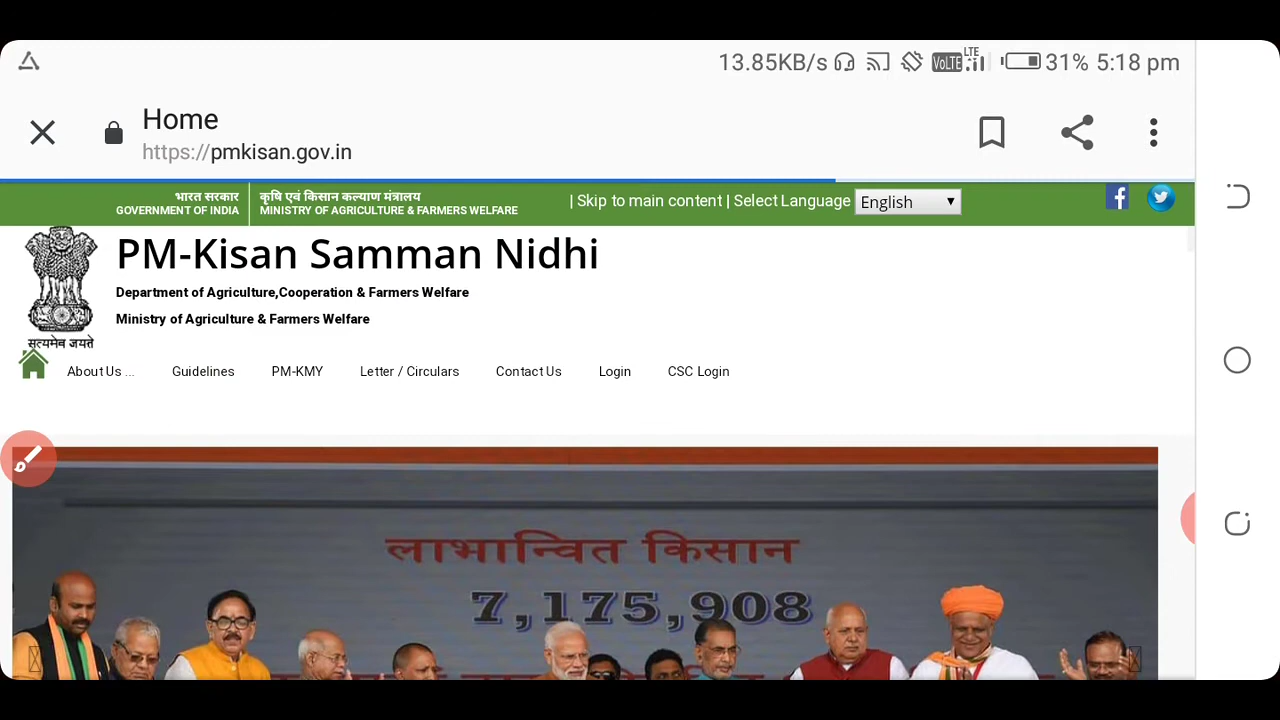 13.85KB/s VoLTE LTE 31% 5:18 pm
Home
https://pmkisan.gov.in
भारत सरकार
GOVERNMENT OF INDIA
कृषि एवं किसान कल्याण मंत्रालय
MINISTRY OF AGRICULTURE & FARMERS WELFARE
| Skip to main content | Select Language English
PM-Kisan Samman Nidhi
Department of Agriculture,Cooperation & Farmers Welfare
Ministry of Agriculture & Farmers Welfare
सत्यमेव जयते
About Us ... Guidelines PM-KMY Letter / Circulars Contact Us Login CSC Login
लाभान्वित किसान
7,175,908